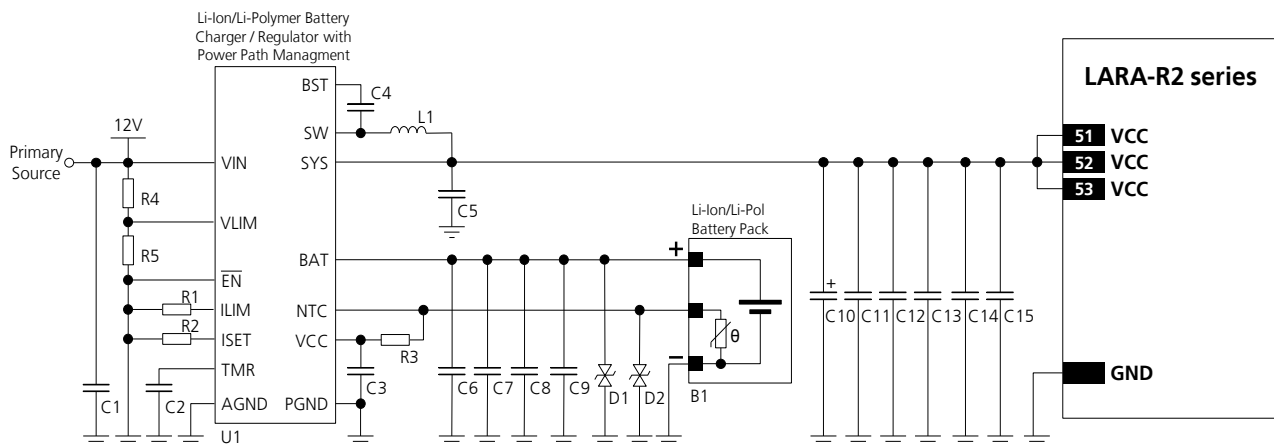 Li-Ion/Li-Polymer Battery
Charger / Regulator with
Power Path Managment
LARA-R2 series
BST
C4
12V
SW
L1
51 VCC
Primary
Source
VIN
SYS
52 VCC
53 VCC
R4
C5
Li-Ion/Li-Pol
Battery Pack
VLIM
R5
BAT
+
EN
R1
ILIM
NTC
+
R2
ISET
VCC
R3
θ
C10 C11 C12 C13 C14 C15
TMR
–
GND
C1
C2
C3
C6 C7 C8 C9 D1 D2
B1
AGND
PGND
U1